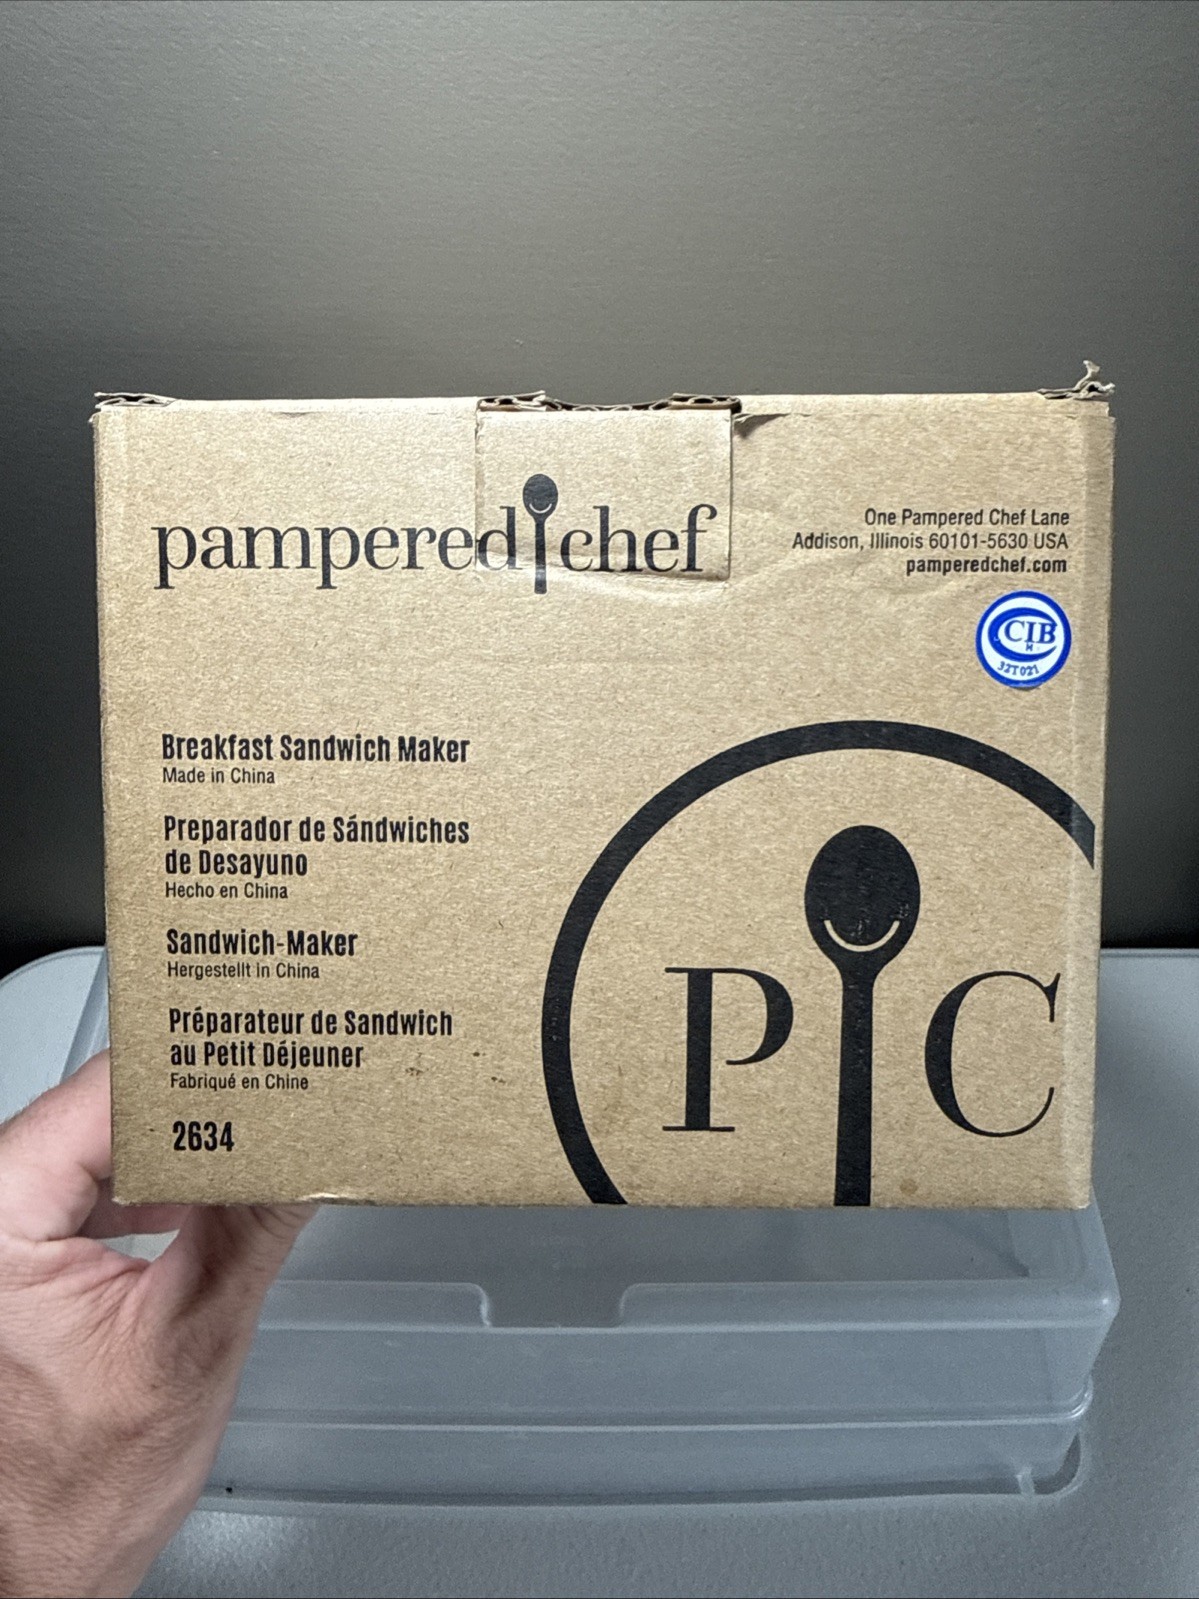 pampered chef
One Pampered Chef Lane
Addison, Illinois 60101-5630 USA
pamperedchef.com
CIB
H
32T021
Breakfast Sandwich Maker
Made in China
Preparador de Sándwiches
de Desayuno
Hecho en China
Sandwich-Maker
Hergestellt in China
Préparateur de Sandwich
au Petit Déjeuner
Fabriqué en Chine
2634
P C